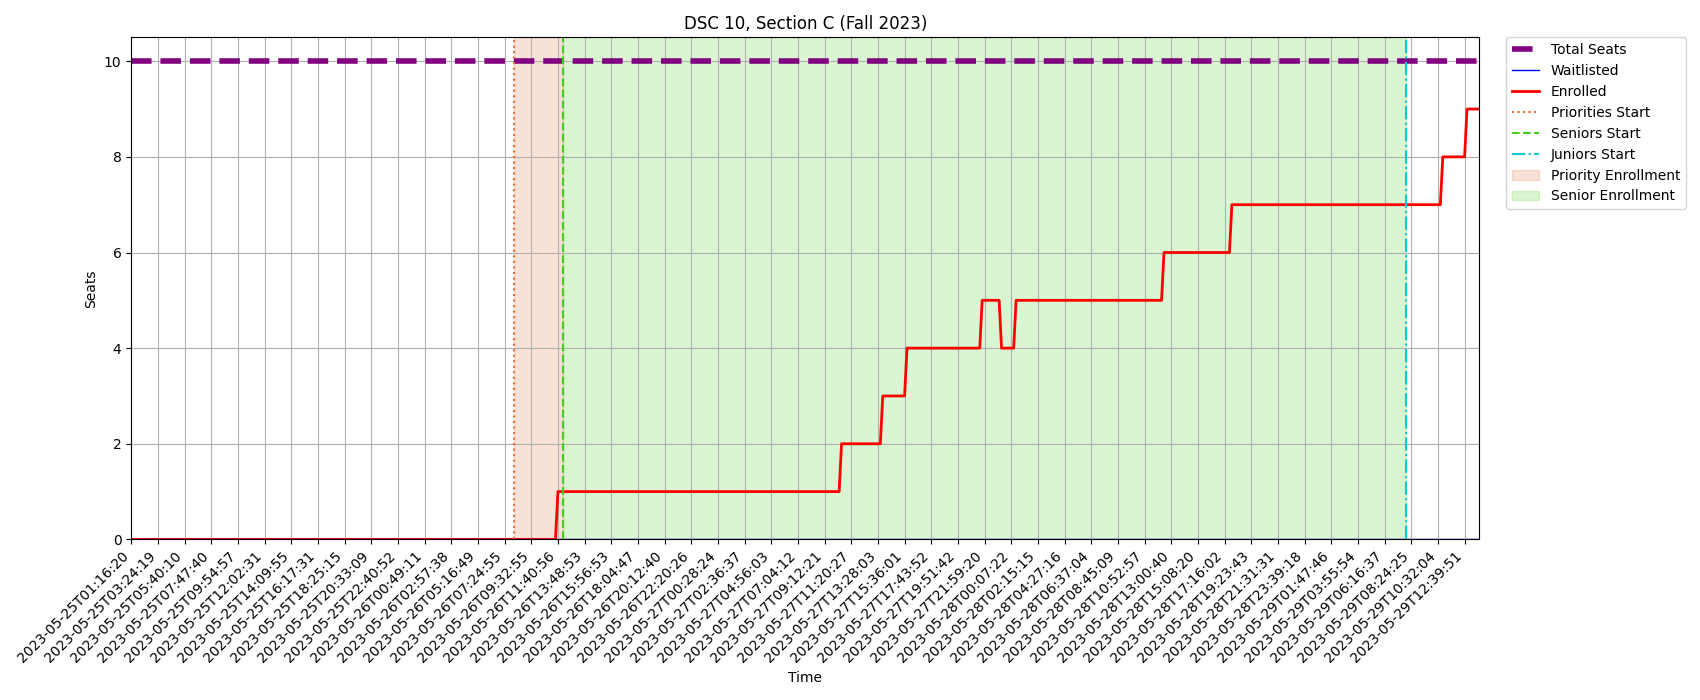 DSC 10, Section C (Fall 2023)
Total Seats
Waitlisted
Enrolled
Priorities Start
Seniors Start
Juniors Start
Priority Enrollment
Senior Enrollment
Seats
10
8
6
4
2
0
2023-05-25T01:16:20
2023-05-25T03:24:19
2023-05-25T05:40:10
2023-05-25T07:47:40
2023-05-25T09:54:57
2023-05-25T12:02:31
2023-05-25T14:09:55
2023-05-25T16:17:31
2023-05-25T18:25:15
2023-05-25T20:33:09
2023-05-25T22:40:52
2023-05-26T00:49:11
2023-05-26T02:57:38
2023-05-26T05:16:49
2023-05-26T07:24:55
2023-05-26T09:32:55
2023-05-26T11:40:56
2023-05-26T13:48:53
2023-05-26T15:56:53
2023-05-26T18:04:47
2023-05-26T20:12:40
2023-05-26T22:20:26
2023-05-27T00:28:24
2023-05-27T02:36:37
2023-05-27T04:56:03
2023-05-27T07:04:12
2023-05-27T09:12:21
2023-05-27T11:20:27
2023-05-27T13:28:03
2023-05-27T15:36:01
2023-05-27T17:43:52
2023-05-27T19:51:42
2023-05-27T21:59:20
2023-05-28T00:07:22
2023-05-28T02:15:15
2023-05-28T04:27:16
2023-05-28T06:37:04
2023-05-28T08:45:09
2023-05-28T10:52:57
2023-05-28T13:00:40
2023-05-28T15:08:20
2023-05-28T17:16:02
2023-05-28T19:23:43
2023-05-28T21:31:31
2023-05-28T23:39:18
2023-05-29T01:47:46
2023-05-29T03:55:54
2023-05-29T06:16:37
2023-05-29T08:24:25
2023-05-29T10:32:04
2023-05-29T12:39:51
Time